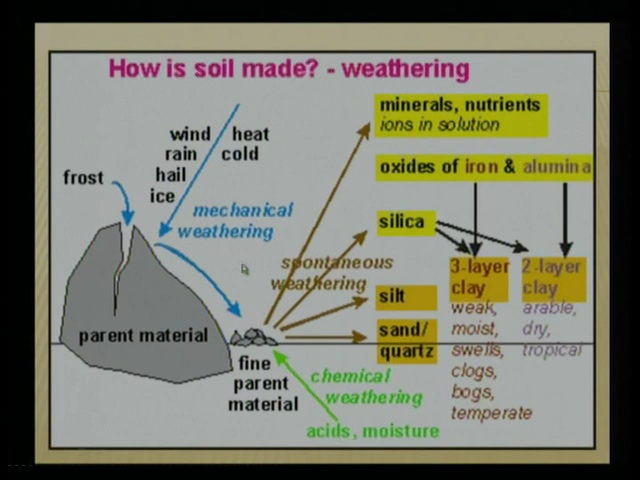 How is soil made? - weathering
minerals, nutrients
ions in solution
wind heat
rain cold
hail
ice
frost
oxides of iron & alumina
mechanical
weathering
silica
spontaneous
weathering
3-layer
clay
2-layer
clay
silt
weak,
moist,
swells,
clogs,
bogs,
temperate
arable,
dry,
tropical
parent material
sand/
quartz
fine
parent
material
chemical
weathering
acids, moisture